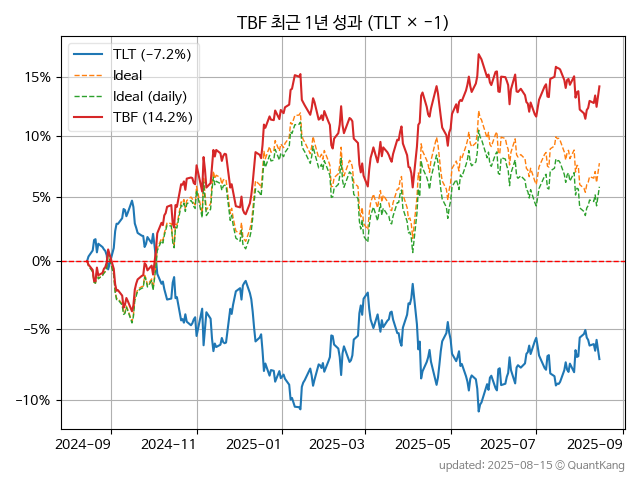 TBF 최근 1년 성과 (TLT × −1)
TLT (−7.2%)
Ideal
Ideal (daily)
TBF (14.2%)
15%
10%
5%
0%
−5%
−10%
2024-09
2024-11
2025-01
2025-03
2025-05
2025-07
2025-09
updated: 2025-08-15 © QuantKang